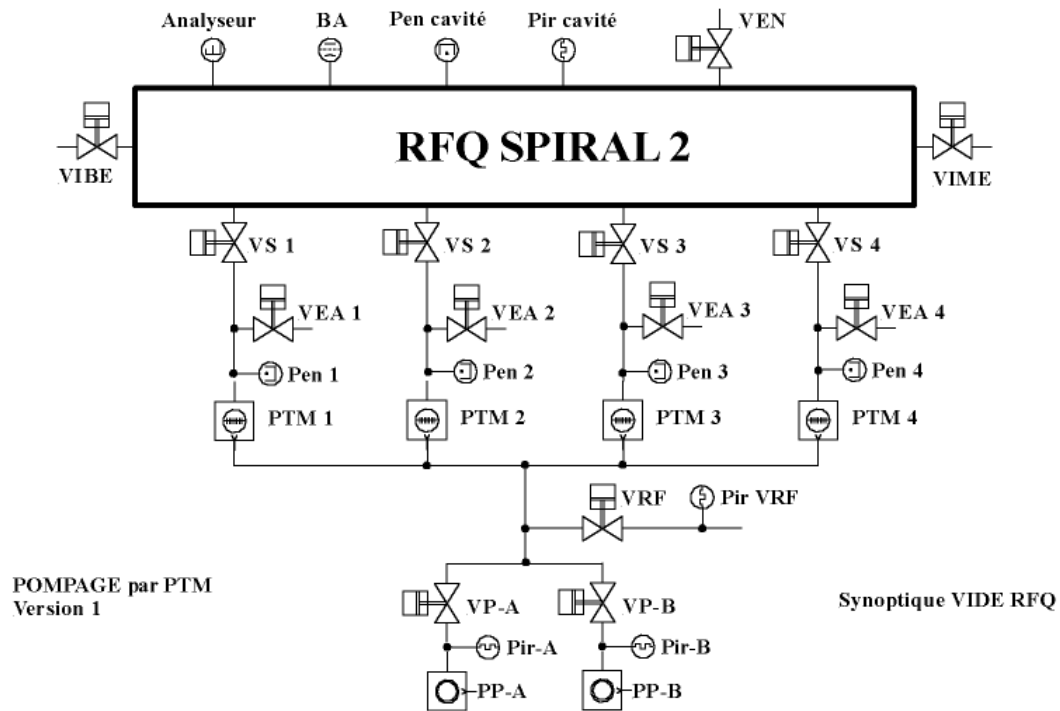 Analyseur BA Pen cavité Pir cavité VEN
RFQ SPIRAL 2
VIBE VIME
VS 1 VS 2 VS 3 VS 4
VEA 1 VEA 2 VEA 3 VEA 4
Pen 1 Pen 2 Pen 3 Pen 4
PTM 1 PTM 2 PTM 3 PTM 4
VRF Pir VRF
POMPAGE par PTM
Version 1
VP-A VP-B
Synoptique VIDE RFQ
Pir-A Pir-B
PP-A PP-B